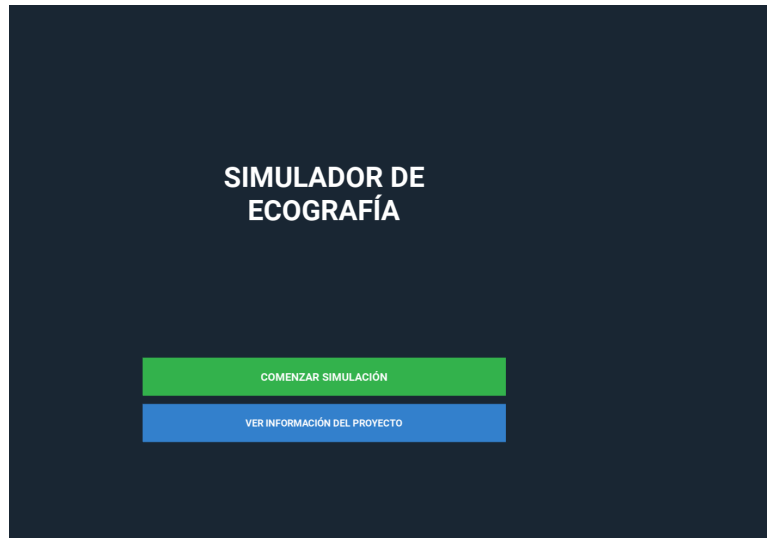 SIMULADOR DE
ECOGRAFÍA
COMENZAR SIMULACIÓN
VER INFORMACIÓN DEL PROYECTO